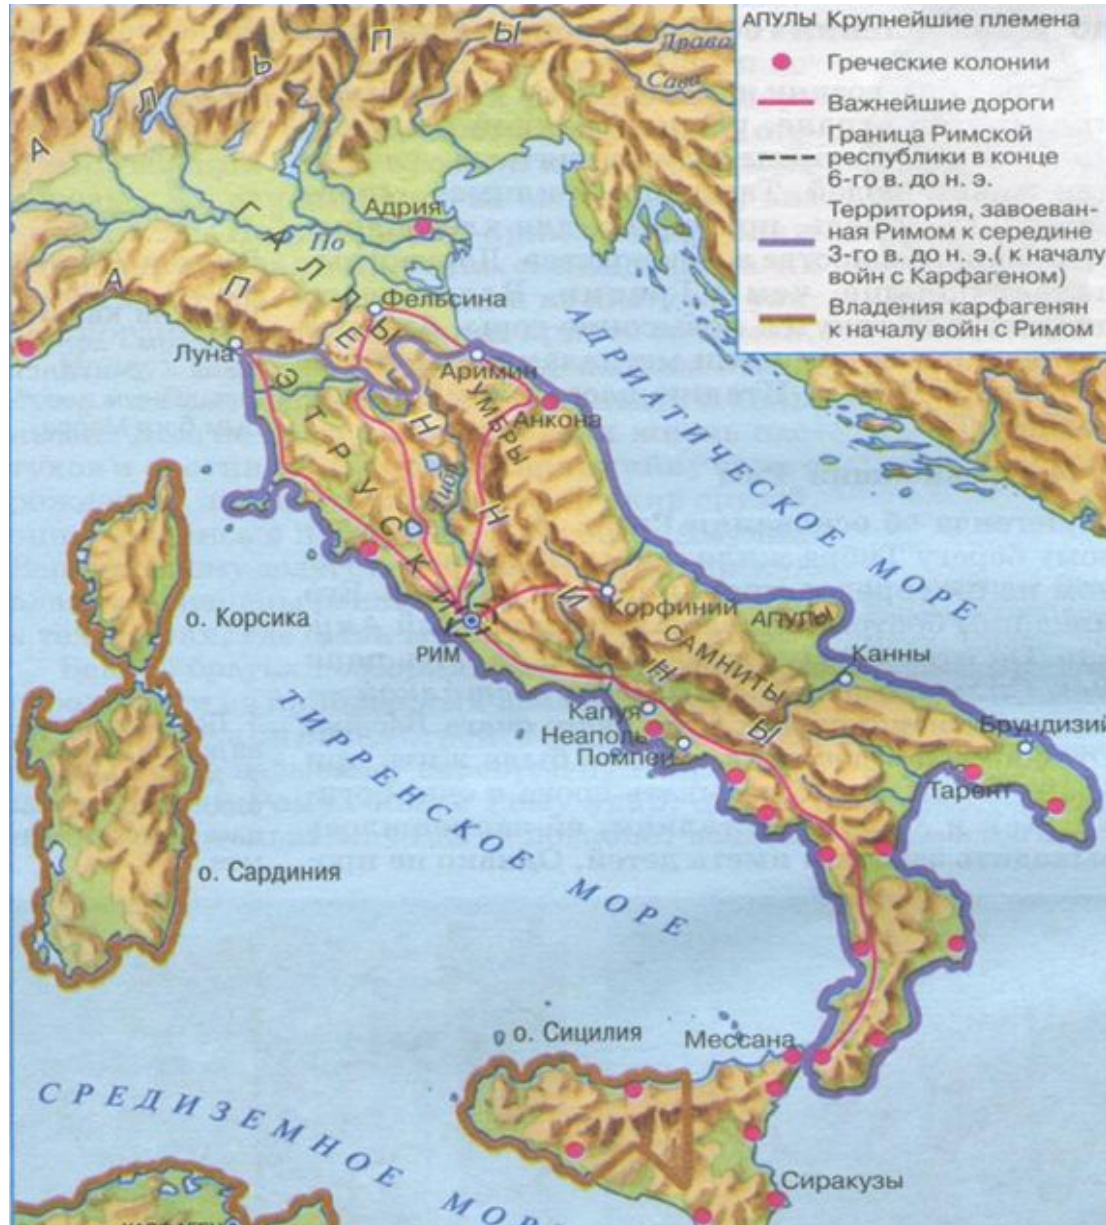 АПУЛЫ Крупнейшие племена
Греческие колонии
Важнейшие дороги
Граница Римской
республики в конце
6-го в. до н. э.
Территория, завоеван-
ная Римом к середине
3-го в. до н. э.( к началу
войн с Карфагеном)
Владения карфагенян
к началу войн с Римом
АЛЬПЫ
Драва
Сава
ГАЛЛЫ
Адрия
По
АПЕННИНЫ
Фельсина
Луна
Аримин
ЭТРУСКИ
УМБРЫ
Анкона
АДРИАТИЧЕСКОЕ МОРЕ
о. Корсика
РИМ
Корфиний
АПУЛЫ
САМНИТЫ
Канны
Капуя
Неаполь
Помпеи
Брундизий
Тарент
ТИРРЕНСКОЕ МОРЕ
о. Сардиния
о. Сицилия
Мессана
СРЕДИЗЕМНОЕ МОРЕ
Сиракузы